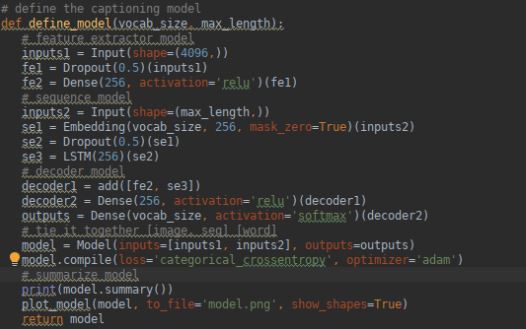 # define the captioning model
def define_model(vocab_size, max_length):
# feature extractor model
inputs1 = Input(shape=(4096,))
fe1 = Dropout(0.5)(inputs1)
fe2 = Dense(256, activation='relu')(fe1)
# sequence model
inputs2 = Input(shape=(max_length,))
se1 = Embedding(vocab_size, 256, mask_zero=True)(inputs2)
se2 = Dropout(0.5)(se1)
se3 = LSTM(256)(se2)
# decoder model
decoder1 = add([fe2, se3])
decoder2 = Dense(256, activation='relu')(decoder1)
outputs = Dense(vocab_size, activation='softmax')(decoder2)
# tie it together [image, seq] [word]
model = Model(inputs=[inputs1, inputs2], outputs=outputs)
model.compile(loss='categorical_crossentropy', optimizer='adam')
# summarize model
print(model.summary())
plot_model(model, to_file='model.png', show_shapes=True)
return model